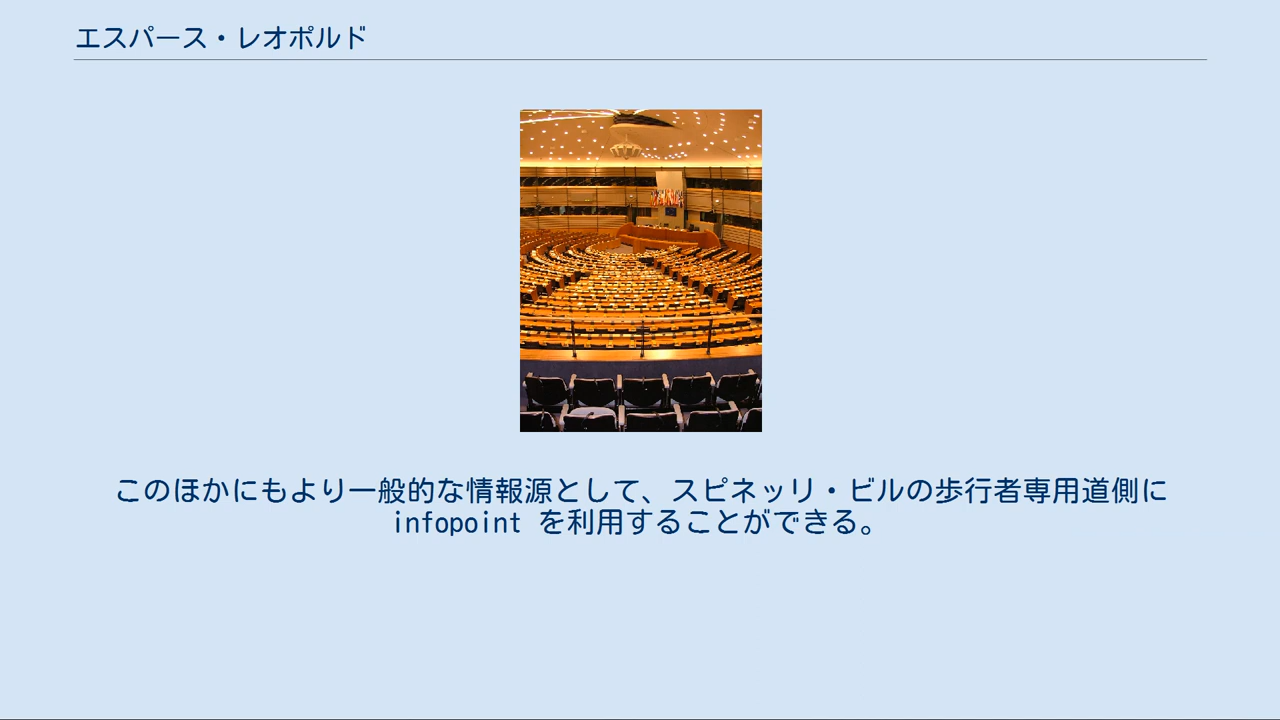 エスパース・レオポルド
このほかにもより一般的な情報源として、スピネッリ・ビルの歩行者専用道側に
infopoint を利用することができる。